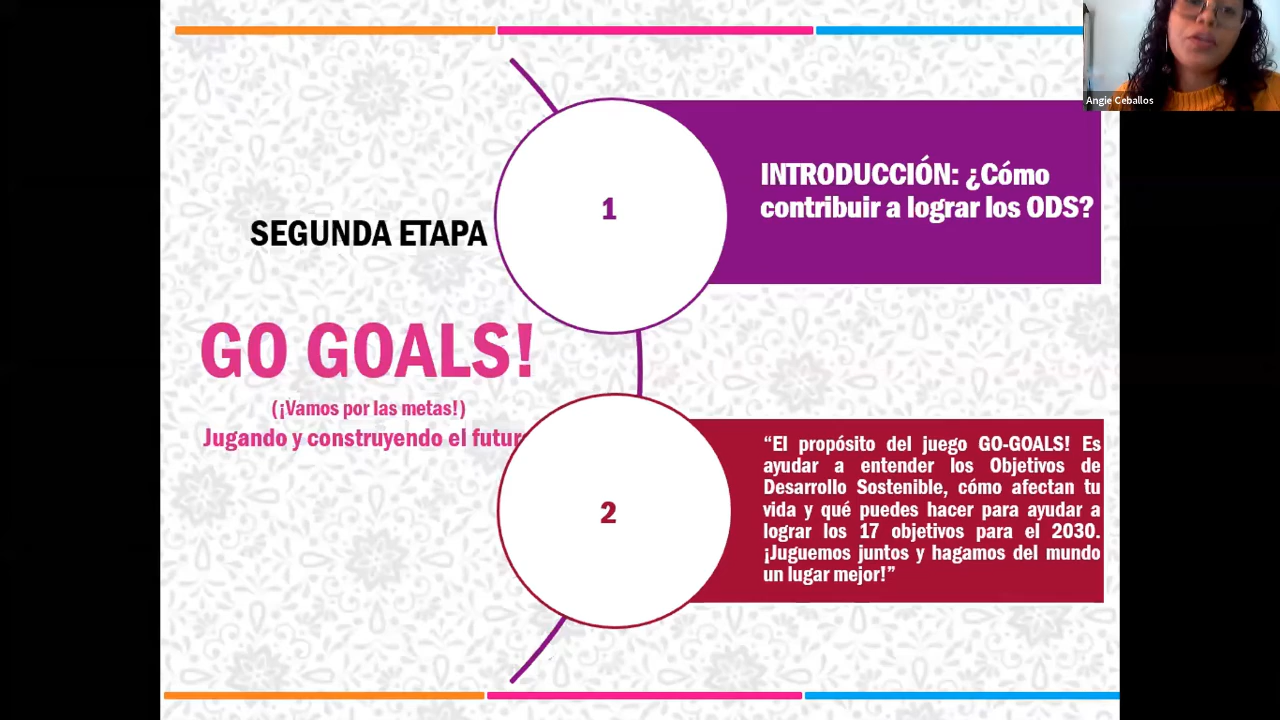 SEGUNDA ETAPA
GO GOALS!
(¡Vamos por las metas!)
Jugando y construyendo el futur
1
INTRODUCCIÓN: ¿Cómo
contribuir a lograr los ODS?
2
“El propósito del juego GO-GOALS! Es
ayudar a entender los Objetivos de
Desarrollo Sostenible, cómo afectan tu
vida y qué puedes hacer para ayudar a
lograr los 17 objetivos para el 2030.
¡Juguemos juntos y hagamos del mundo
un lugar mejor!”
Angie Ceballos